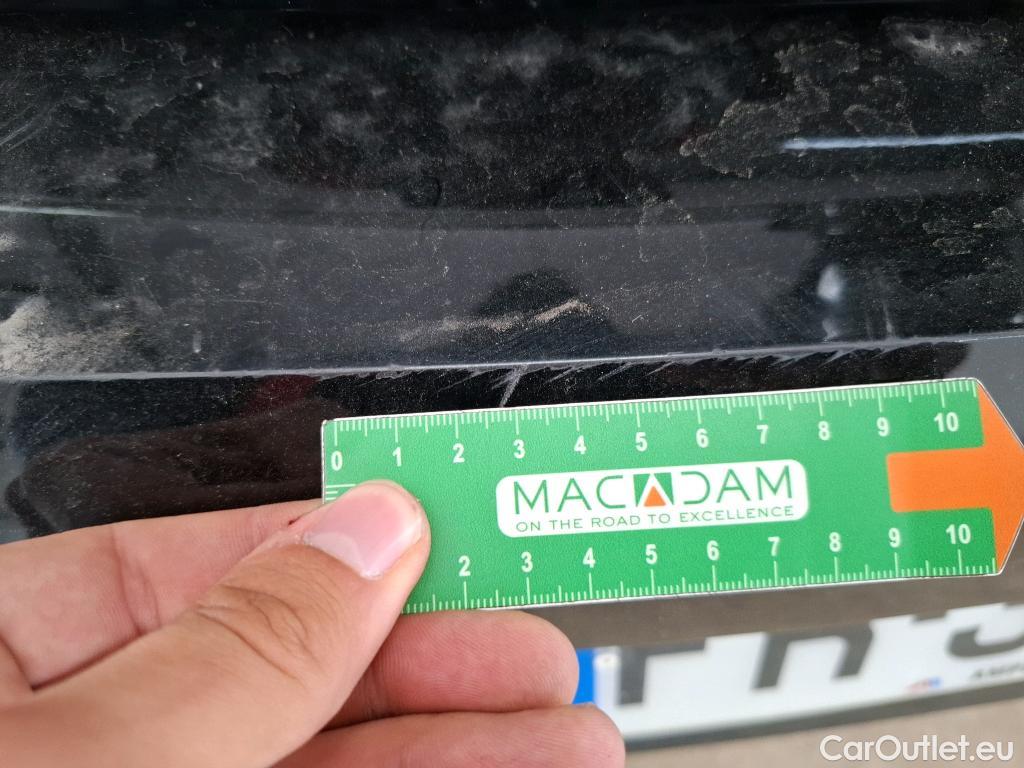 0 1 2 3 4 5 6 7 8 9 10
MACADAM
ON THE ROAD TO EXCELLENCE
2 3 4 5 6 7 8 9 10
CarOutlet.eu